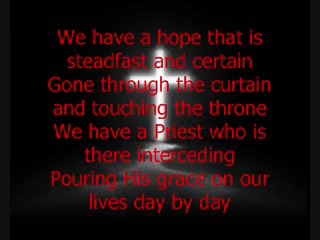 We have a hope that is
steadfast and certain
Gone through the curtain
and touching the throne
We have a Priest who is
there interceding
Pouring His grace on our
lives day by day